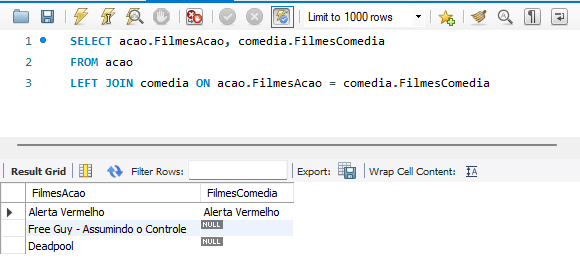 Limit to 1000 rows
1 SELECT acao.FilmesAcao, comedia.FilmesComedia
2 FROM acao
3 LEFT JOIN comedia ON acao.FilmesAcao = comedia.FilmesComedia
Result Grid Filter Rows: Export: Wrap Cell Content: IA
FilmesAcao FilmesComedia
Alerta Vermelho Alerta Vermelho
Free Guy - Assumindo o Controle NULL
Deadpool NULL